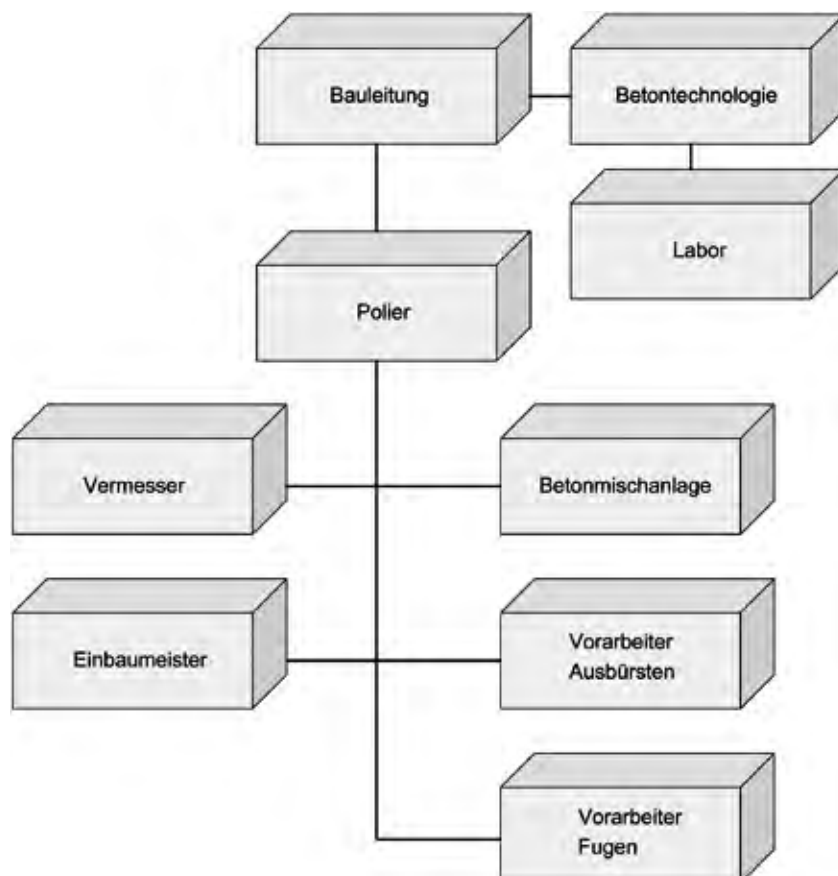 Bauleitung
Betontechnologie
Labor
Polier
Vermesser
Betonmischanlage
Einbaumeister
Vorarbeiter
Ausbürsten
Vorarbeiter
Fugen